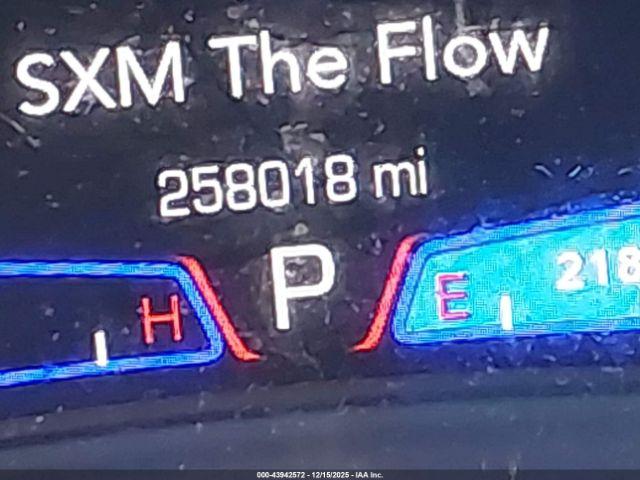 SXM The Flow
258018 mi
H P E 218
000-43942572 - 12/15/2025 - IAA Inc.